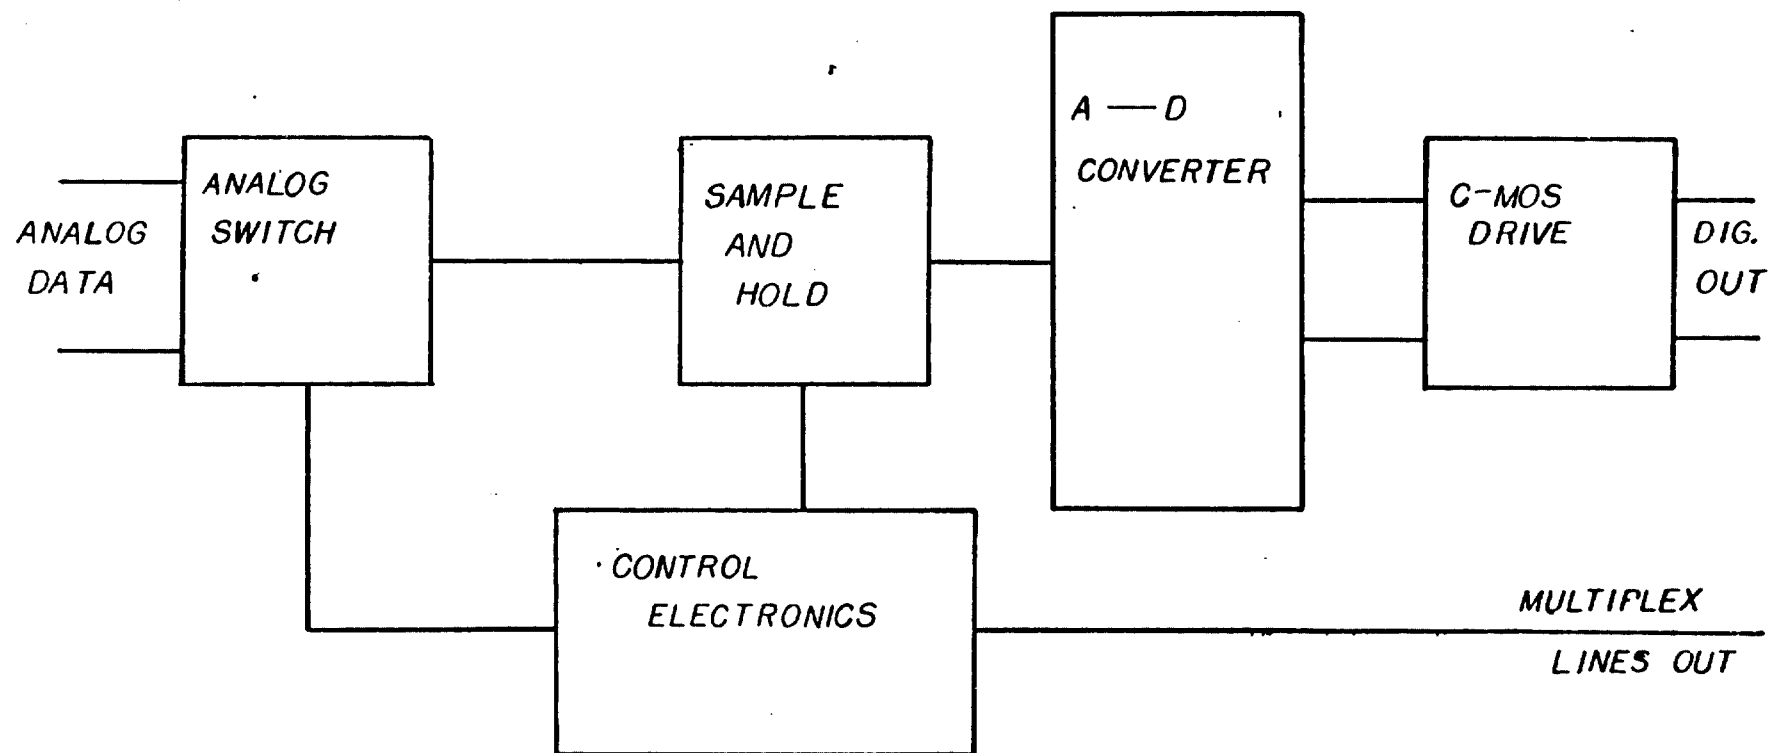 ANALOG
DATA
ANALOG
SWITCH
SAMPLE
AND
HOLD
A — D
CONVERTER
C-MOS
DRIVE
DIG.
OUT
CONTROL
ELECTRONICS
MULTIPLEX
LINES OUT